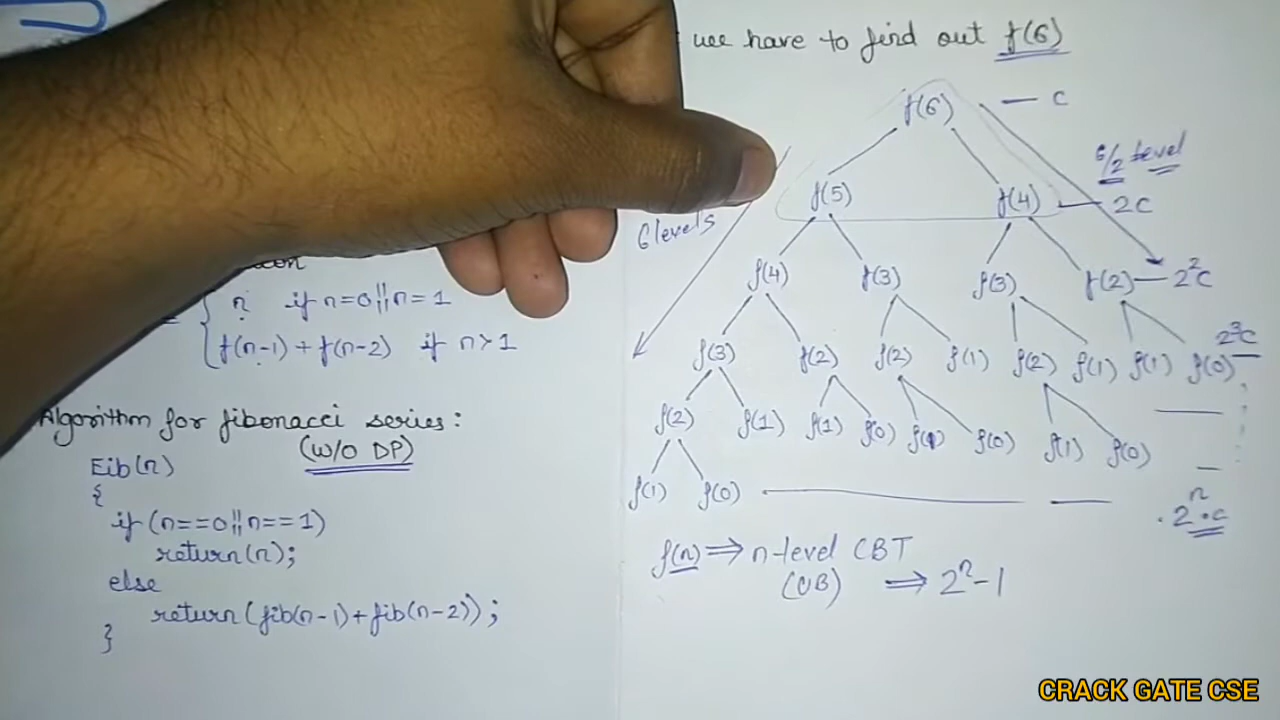 we have to find out f(6)
f(6) — c
6/2 level
f(5) f(4) — 2c
6 levels
f(4) f(3) f(3) f(2) — 2²c
n if n=0||n=1
f(n-1) + f(n-2) if n>1
2³c
f(3) f(2) f(2) f(1) f(2) f(1) f(1) f(0)
f(2) f(1) f(1) f(0) f(1) f(0) f(1) f(0)
f(1) f(0)
2ⁿ·c
Algorithm for fibonacci series:
(W/O DP)
Fib(n)
{
if (n==0||n==1)
return(n);
else
return(fib(n-1)+fib(n-2));
}
f(n) ⇒ n-level CBT
(UB) ⇒ 2ⁿ-1
CRACK GATE CSE